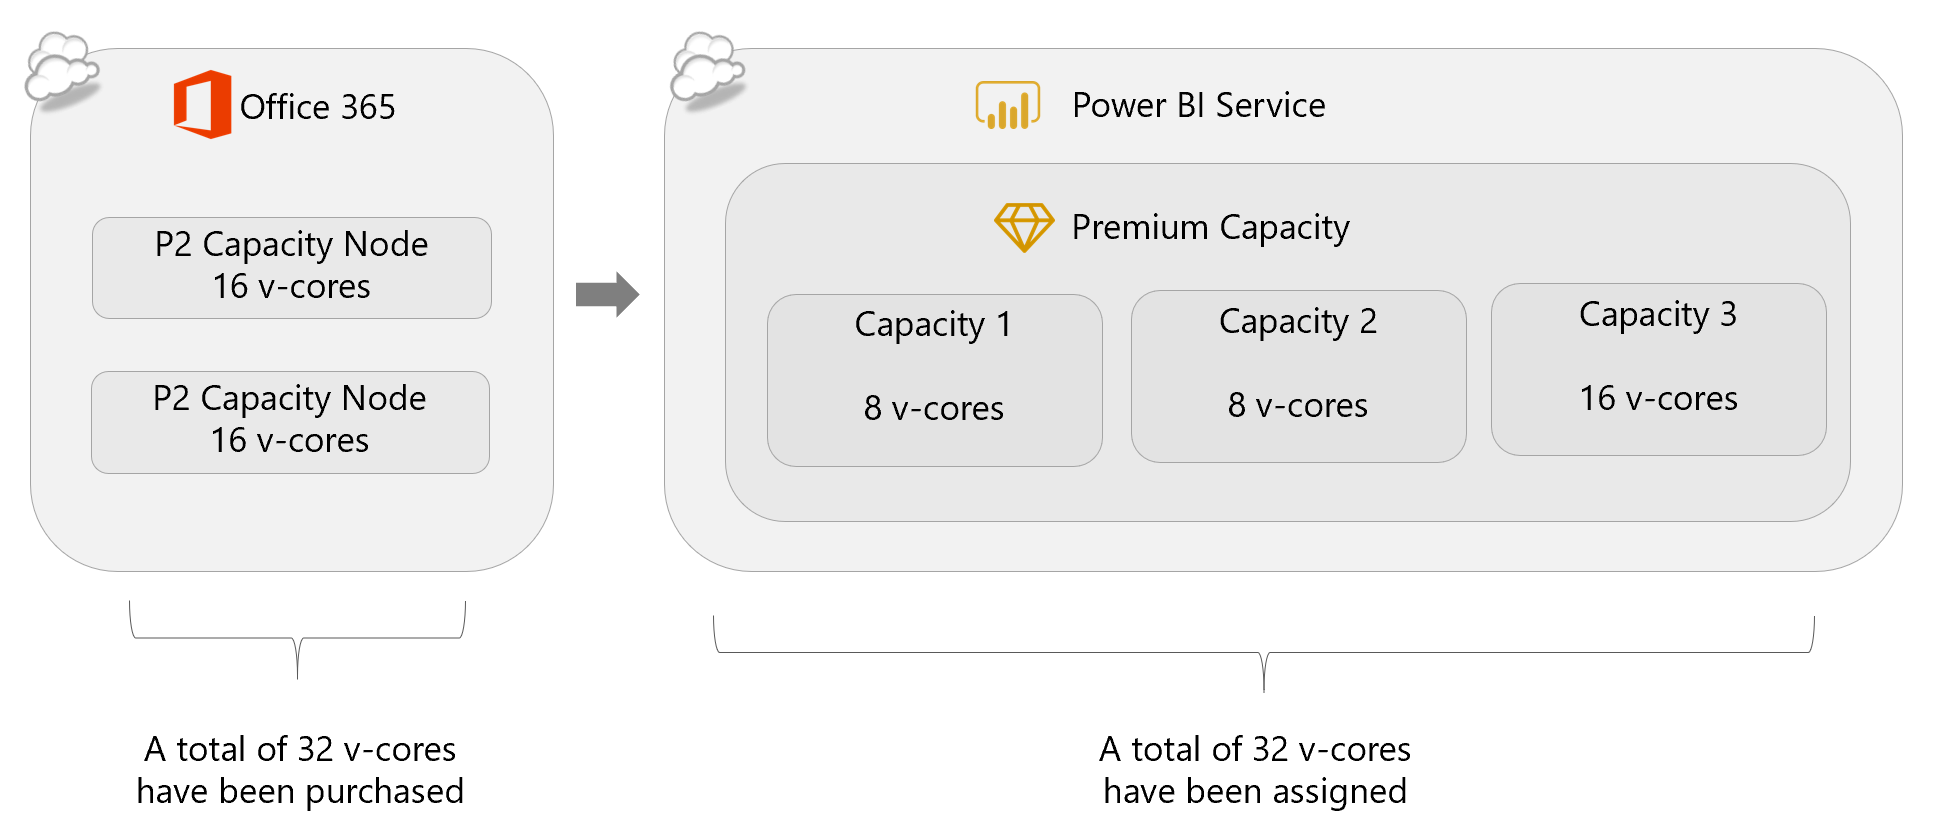 Office 365
P2 Capacity Node
16 v-cores
P2 Capacity Node
16 v-cores
A total of 32 v-cores
have been purchased
Power BI Service
Premium Capacity
Capacity 1
8 v-cores
Capacity 2
8 v-cores
Capacity 3
16 v-cores
A total of 32 v-cores
have been assigned